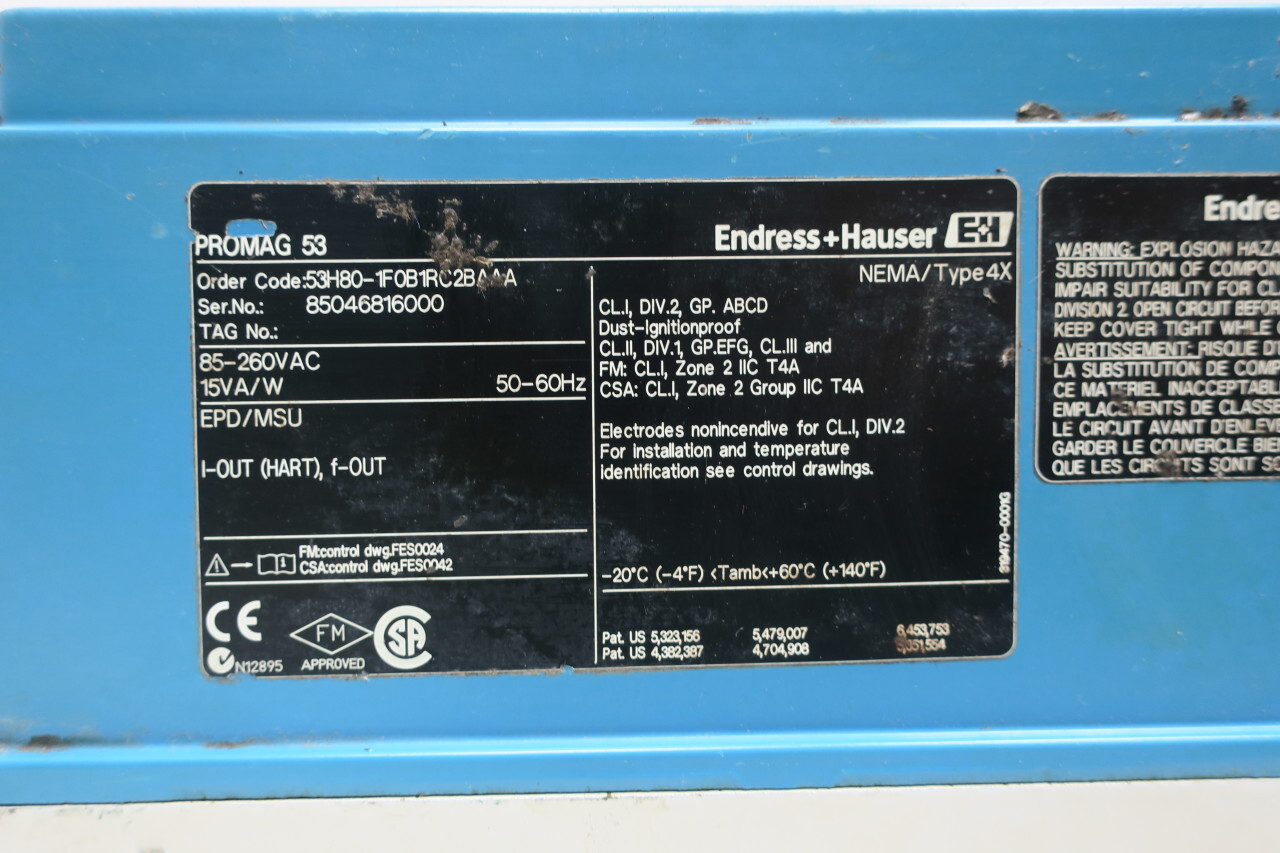 PROMAG 53
Endress+Hauser E+H
Order Code:53H80-1F0B1RC2BAAA
NEMA/Type4X
Ser.No.: 85046816000
TAG No.:
85-260VAC
15VA/W 50-60Hz
EPD/MSU
I-OUT (HART), f-OUT
FM:control dwg.FES0024
CSA:control dwg.FES0042
CE
FM
SA
N12895 APPROVED
CL.I, DIV.2, GP. ABCD
Dust-Ignitionproof
CL.II, DIV.1, GP.EFG, CL.III and
FM: CL.I, Zone 2 IIC T4A
CSA: CL.I, Zone 2 Group IIC T4A
Electrodes nonincendive for CL.I, DIV.2
For installation and temperature
identification see control drawings.
319470-0001G
-20°C (-4°F) <Tamb<+60°C (+140°F)
Pat. US 5,323,156 5,479,007 6,453,753
Pat. US 4,382,387 4,704,908
Endre
WARNING: EXPLOSION HAZA
SUBSTITUTION OF COMPON
IMPAIR SUITABILITY FOR CL
DIVISION 2. OPEN CIRCUIT BEFOR
KEEP COVER TIGHT WHILE
AVERTISSEMENT: RISQUE D'
LA SUBSTITUTION DE COMP
CE MATERIEL INACCEPTABL
EMPLACEMENTS DE CLASSE
LE CIRCUIT AVANT D'ENLEVE
GARDER LE COUVERCLE BIE
QUE LES CIRCUITS SONT SO